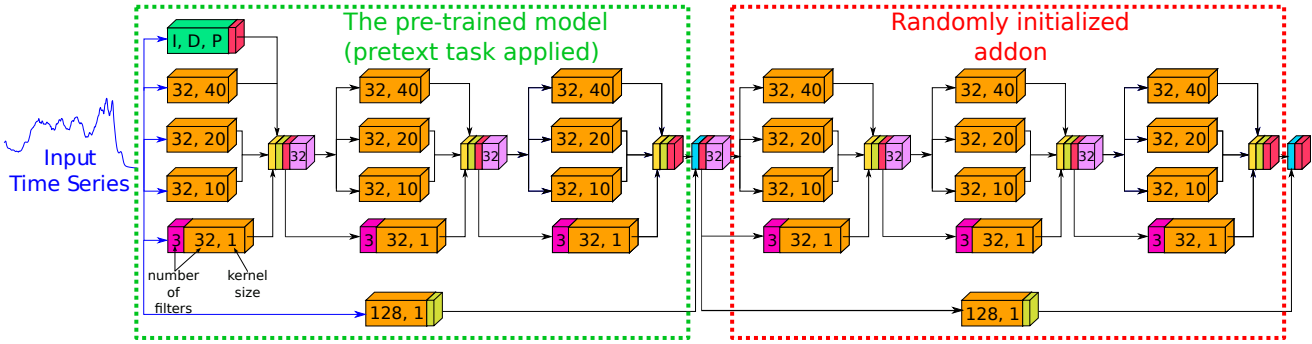 The pre-trained model
(pretext task applied)
Randomly initialized
addon
I, D, P
32, 40
32, 40
32, 40
32, 40
32, 40
32, 40
32, 20
32, 20
32, 20
32, 20
32, 20
32, 20
Input
Time Series
32
32
32
32
32
32, 10
32, 10
32, 10
32, 10
32, 10
32, 10
3 32, 1
3 32, 1
3 32, 1
3 32, 1
3 32, 1
3 32, 1
number
of
filters
kernel
size
128, 1
128, 1